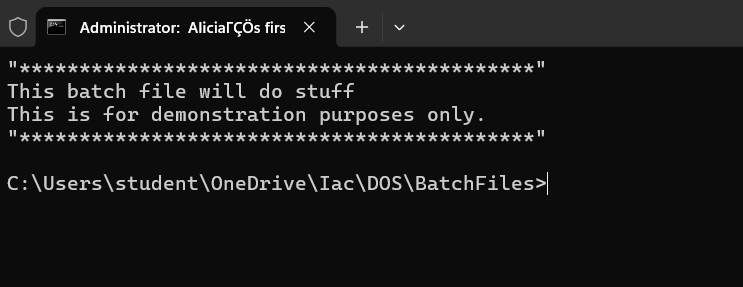 Administrator: AliciaΓÇÖs firs
"*******************************************"
This batch file will do stuff
This is for demonstration purposes only.
"*******************************************"
C:\Users\student\OneDrive\Iac\DOS\BatchFiles>